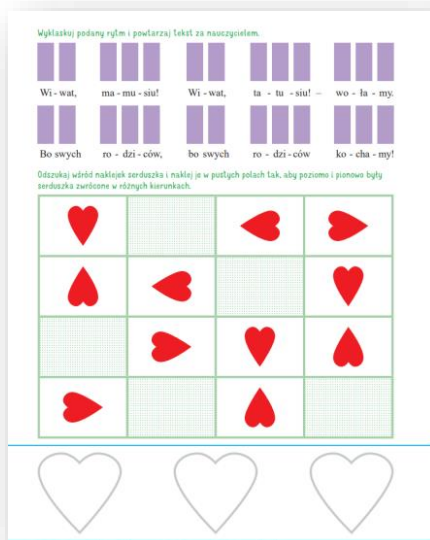 Wyklaskuj podany rytm i powtarzaj tekst za nauczycielem.
Wi - wat, ma - mu - siu! Wi - wat, ta - tu - siu! – wo - ła - my.
Bo swych ro - dzi - ców, bo swych ro - dzi - ców ko - cha - my!
Odszukaj wśród naklejek serduszka i naklej je w pustych polach tak, aby poziomo i pionowo były
serduszka zwrócone w różnych kierunkach.